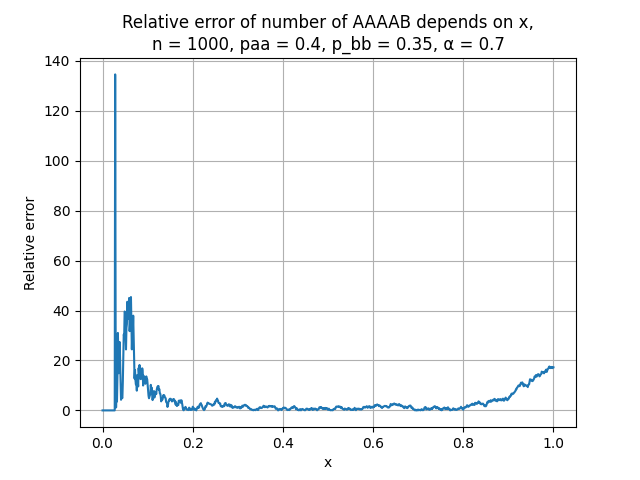 Relative error of number of AAAAB depends on x,
n = 1000, paa = 0.4, p_bb = 0.35, α = 0.7
140
120
100
80
60
40
20
0
Relative error
0.0 0.2 0.4 0.6 0.8 1.0
x